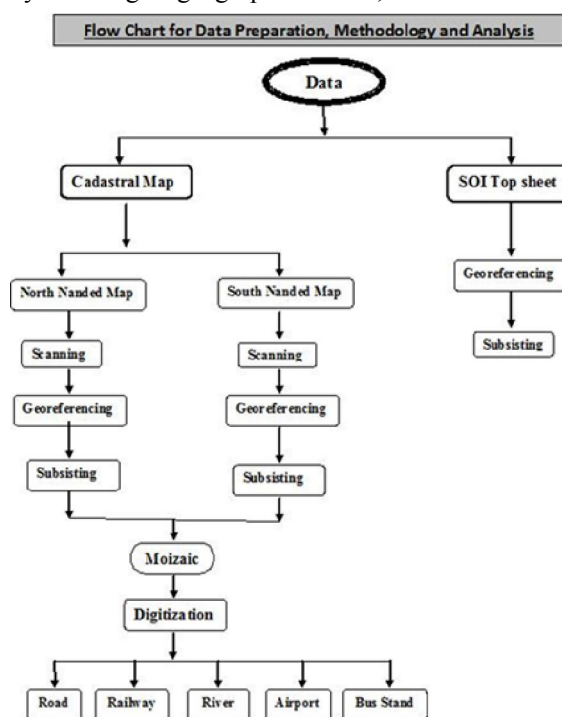 Flow Chart for Data Preparation, Methodology and Analysis
Data
Cadastral Map
SOI Top sheet
North Nanded Map
South Nanded Map
Georeferencing
Scanning
Scanning
Subsisting
Georeferencing
Georeferencing
Subsisting
Subsisting
Moizaic
Digitization
Road
Railway
River
Airport
Bus Stand